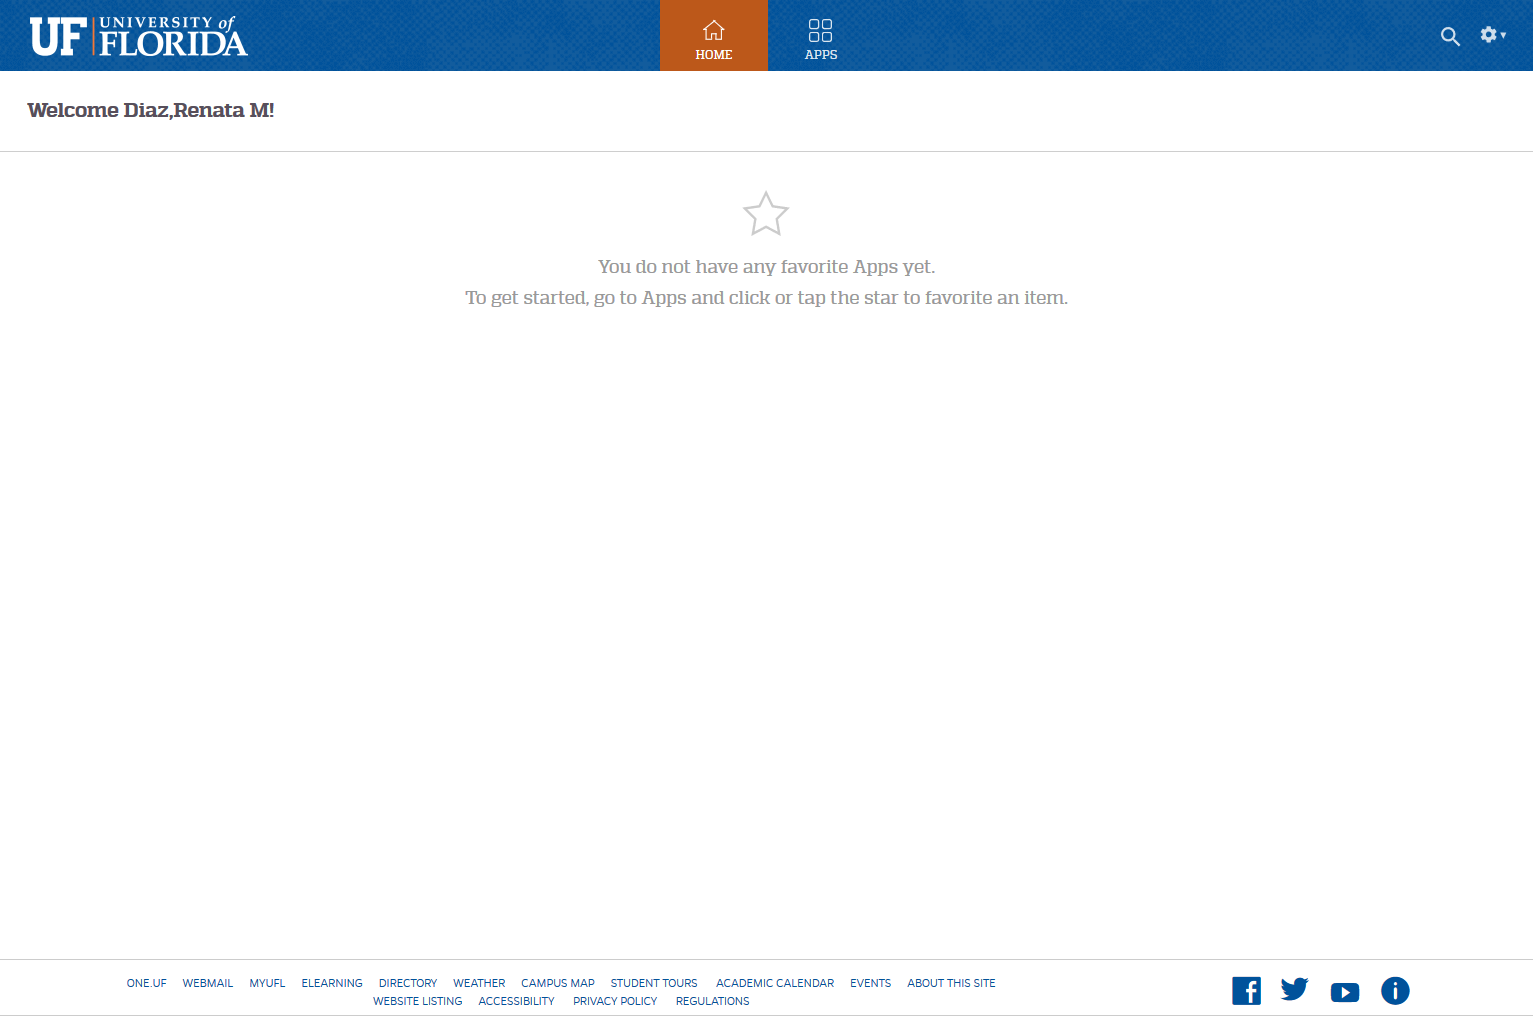 UF UNIVERSITY of
FLORIDA
HOME
APPS
Welcome Diaz,Renata M!
You do not have any favorite Apps yet.
To get started, go to Apps and click or tap the star to favorite an item.
ONE.UF WEBMAIL MYUFL ELEARNING DIRECTORY WEATHER CAMPUS MAP STUDENT TOURS ACADEMIC CALENDAR EVENTS ABOUT THIS SITE
WEBSITE LISTING ACCESSIBILITY PRIVACY POLICY REGULATIONS